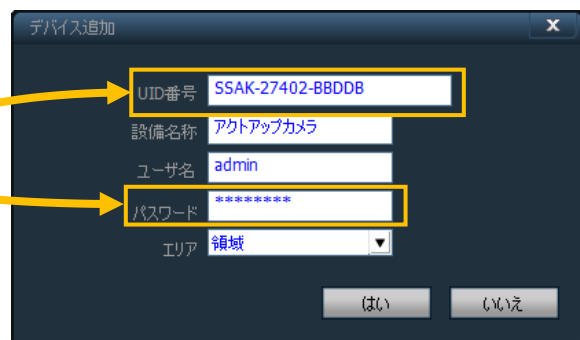 デバイス追加 x
UID番号 SSAK-27402-BBDDB
設備名称 アクトアップカメラ
ユーザ名 admin
パスワード ********
エリア 領域
はい いいえ